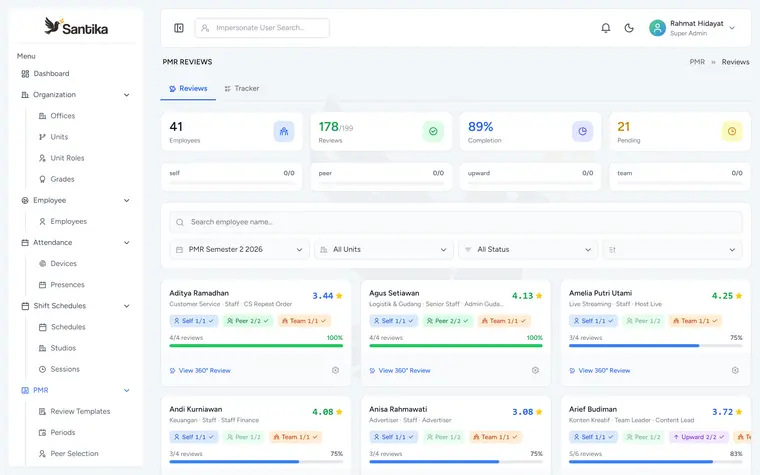 Santika
Impersonate User Search...
Rahmat Hidayat
Super Admin
Menu
Dashboard
Organization
Offices
Units
Unit Roles
Grades
Employee
Employees
Attendance
Devices
Presences
Shift Schedules
Schedules
Studios
Sessions
PMR
Review Templates
Periods
Peer Selection
PMR REVIEWS
PMR » Reviews
Reviews
Tracker
41
Employees
178/199
Reviews
89%
Completion
21
Pending
self 0/0
peer 0/0
upward 0/0
team 0/0
Search employee name...
PMR Semester 2 2026
All Units
All Status
Aditya Ramadhan
3.44
Customer Service · Staff · CS Repeat Order
Self 1/1 ✓ Peer 2/2 ✓ Team 1/1 ✓
4/4 reviews 100%
View 360° Review
Agus Setiawan
4.13
Logistik & Gudang · Senior Staff · Admin Guda...
Self 1/1 ✓ Peer 2/2 ✓ Team 1/1 ✓
4/4 reviews 100%
View 360° Review
Amelia Putri Utami
4.25
Live Streaming · Staff · Host Live
Self 1/1 ✓ Peer 1/2 Team 1/1 ✓
3/4 reviews 75%
View 360° Review
Andi Kurniawan
4.08
Keuangan · Staff · Staff Finance
Self 1/1 ✓ Peer 1/2 Team 1/1 ✓
3/4 reviews 75%
Anisa Rahmawati
3.08
Advertiser · Staff · Advertiser
Self 1/1 ✓ Peer 1/2 Team 1/1 ✓
3/4 reviews 75%
Arief Budiman
3.72
Konten Kreatif · Team Leader · Content Lead
Self 1/1 ✓ Peer 1/2 Upward 2/2 ✓
5/6 reviews 83%